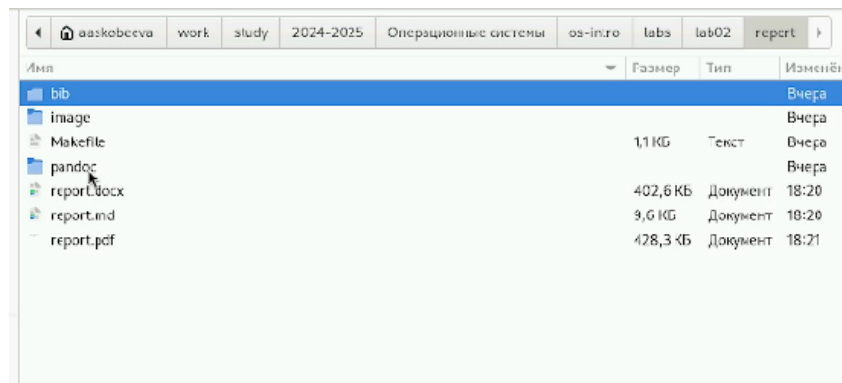 aaskobeeva work study 2024-2025 Операционные системы os-intro labs lab02 report
Имя Размер Тип Изменён
bib Вчера
image Вчера
Makefile 1,1 КБ Текст Вчера
pandoc Вчера
report.docx 402,6 КБ Документ 18:20
report.md 9,6 КБ Документ 18:20
report.pdf 428,3 КБ Документ 18:21